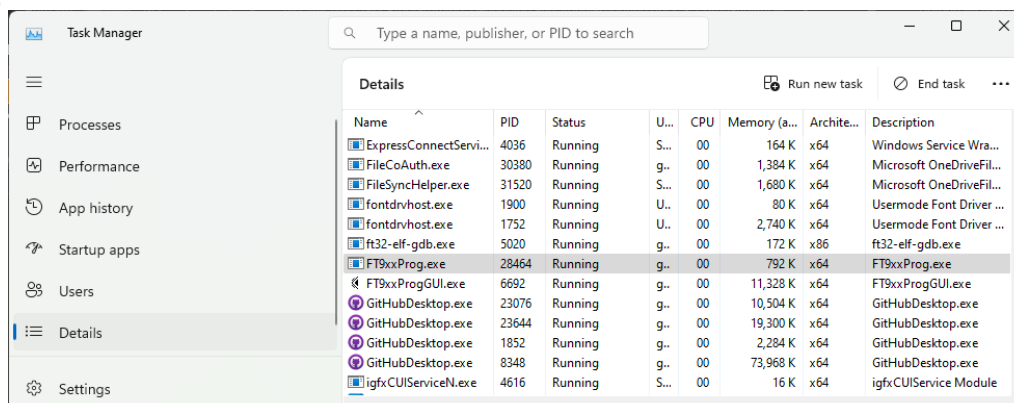 Task Manager
Type a name, publisher, or PID to search
Details
Run new task
End task
Processes
Performance
App history
Startup apps
Users
Details
Settings
Name PID Status U... CPU Memory (a... Archite... Description
ExpressConnectServi... 4036 Running S... 00 164 K x64 Windows Service Wra...
FileCoAuth.exe 30380 Running g... 00 1,384 K x64 Microsoft OneDriveFil...
FileSyncHelper.exe 31520 Running S... 00 1,680 K x64 Microsoft OneDriveFil...
fontdrvhost.exe 1900 Running U... 00 80 K x64 Usermode Font Driver ...
fontdrvhost.exe 1752 Running U... 00 2,740 K x64 Usermode Font Driver ...
ft32-elf-gdb.exe 5020 Running g... 00 172 K x86 ft32-elf-gdb.exe
FT9xxProg.exe 28464 Running g... 00 792 K x64 FT9xxProg.exe
FT9xxProgGUI.exe 6692 Running g... 00 11,328 K x64 FT9xxProgGUI.exe
GitHubDesktop.exe 23076 Running g... 00 10,504 K x64 GitHubDesktop.exe
GitHubDesktop.exe 23644 Running g... 00 19,300 K x64 GitHubDesktop.exe
GitHubDesktop.exe 1852 Running g... 00 2,284 K x64 GitHubDesktop.exe
GitHubDesktop.exe 8348 Running g... 00 73,968 K x64 GitHubDesktop.exe
igfxCUIServiceN.exe 4616 Running S... 00 16 K x64 igfxCUIService Module